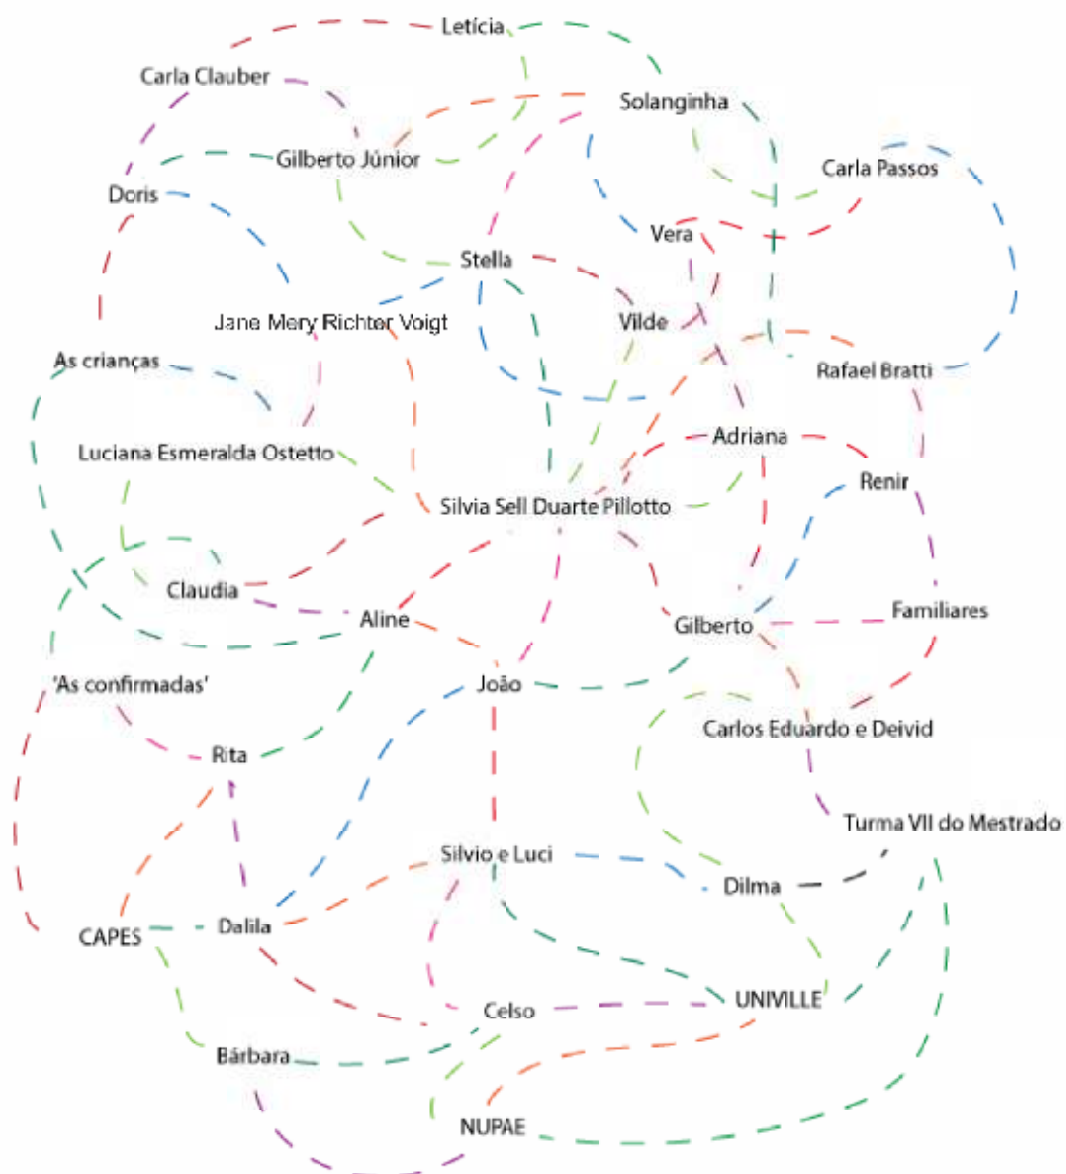 Letícia
Carla Clauber
Solanginha
Gilberto Júnior
Carla Passos
Doris
Vera
Stella
Jane Mery Richter Voigt
Vilde
As crianças
Rafael Bratti
Adriana
Luciana Esmeralda Ostetto
Renir
Silvia Sell Duarte Pillotto
Claudia
Aline
Familiares
Gilberto
'As confirmadas'
João
Carlos Eduardo e Deivid
Rita
Turma VII do Mestrado
Silvio e Luci
Dilma
CAPES
Dalila
UNIVILLE
Celso
Bárbara
NUPAE